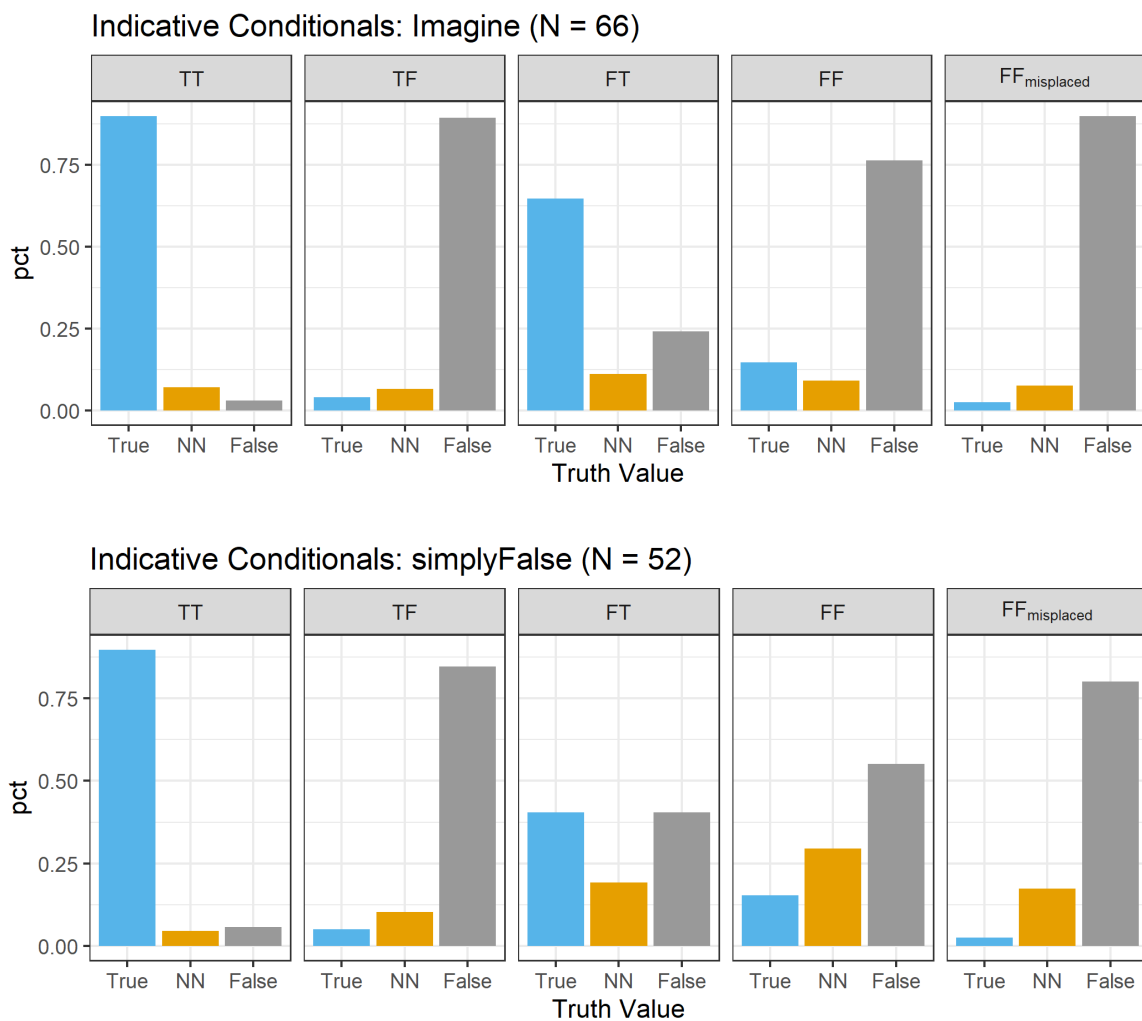 Indicative Conditionals: Imagine (N = 66)
TT TF FT FF FFmisplaced
pct
0.75
0.50
0.25
0.00
True NN False True NN False True NN False True NN False True NN False
Truth Value
Indicative Conditionals: simplyFalse (N = 52)
TT TF FT FF FFmisplaced
pct
0.75
0.50
0.25
0.00
True NN False True NN False True NN False True NN False True NN False
Truth Value